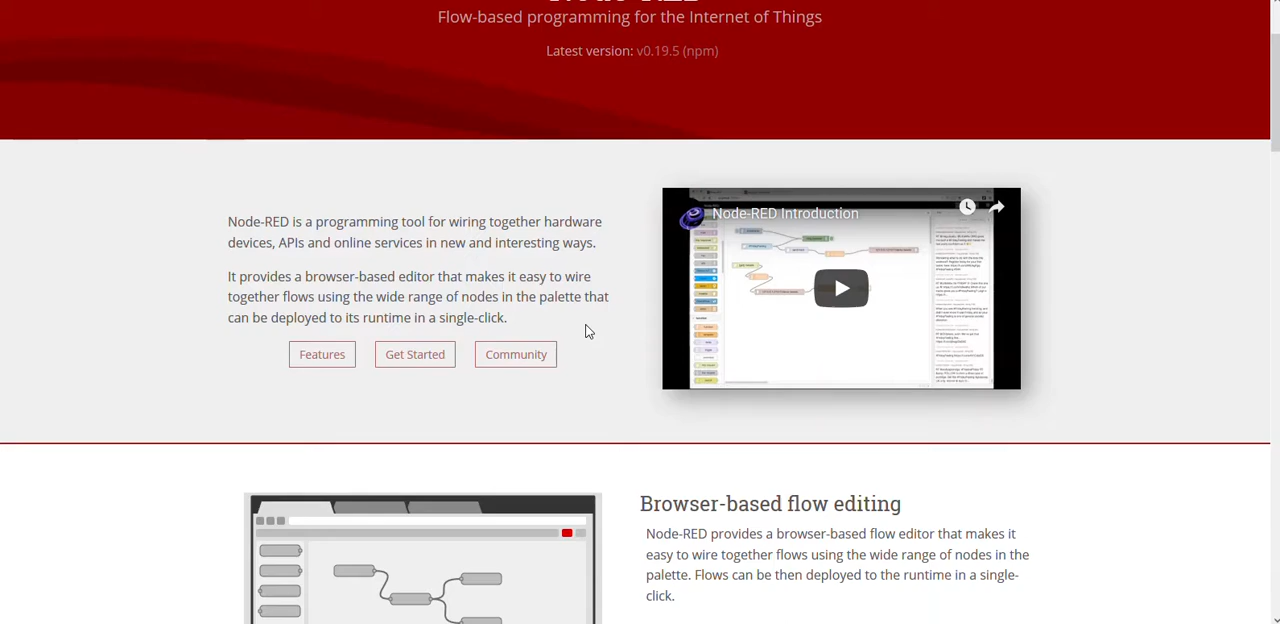 Flow-based programming for the Internet of Things
Latest version: v0.19.5 (npm)
Node-RED is a programming tool for wiring together hardware
devices, APIs and online services in new and interesting ways.
a browser-based editor that makes it easy to wire
flows using the wide range of nodes in the palette that
be deployed to its runtime in a single-click.
Features
Get Started
Community
Node-RED Introduction
Browser-based flow editing
Node-RED provides a browser-based flow editor that makes it
easy to wire together flows using the wide range of nodes in the
palette. Flows can be then deployed to the runtime in a single-
click.